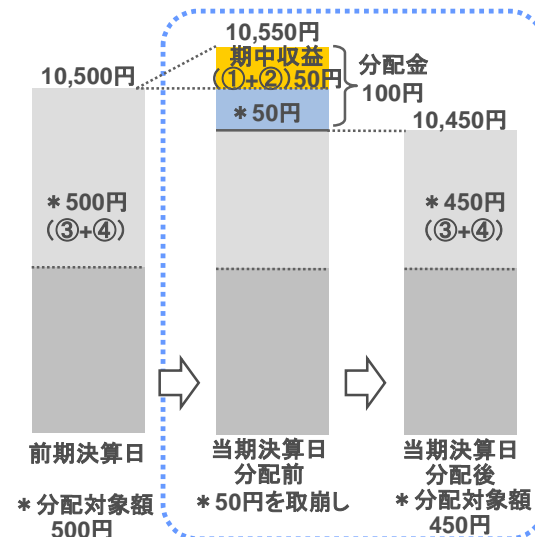 10,550円
期中収益
(①+②)50円
分配金
100円
10,500円
＊50円
10,450円
＊500円
(③+④)
＊450円
(③+④)
前期決算日
当期決算日
分配前
当期決算日
分配後
＊分配対象額
500円
＊50円を取崩し
＊分配対象額
450円